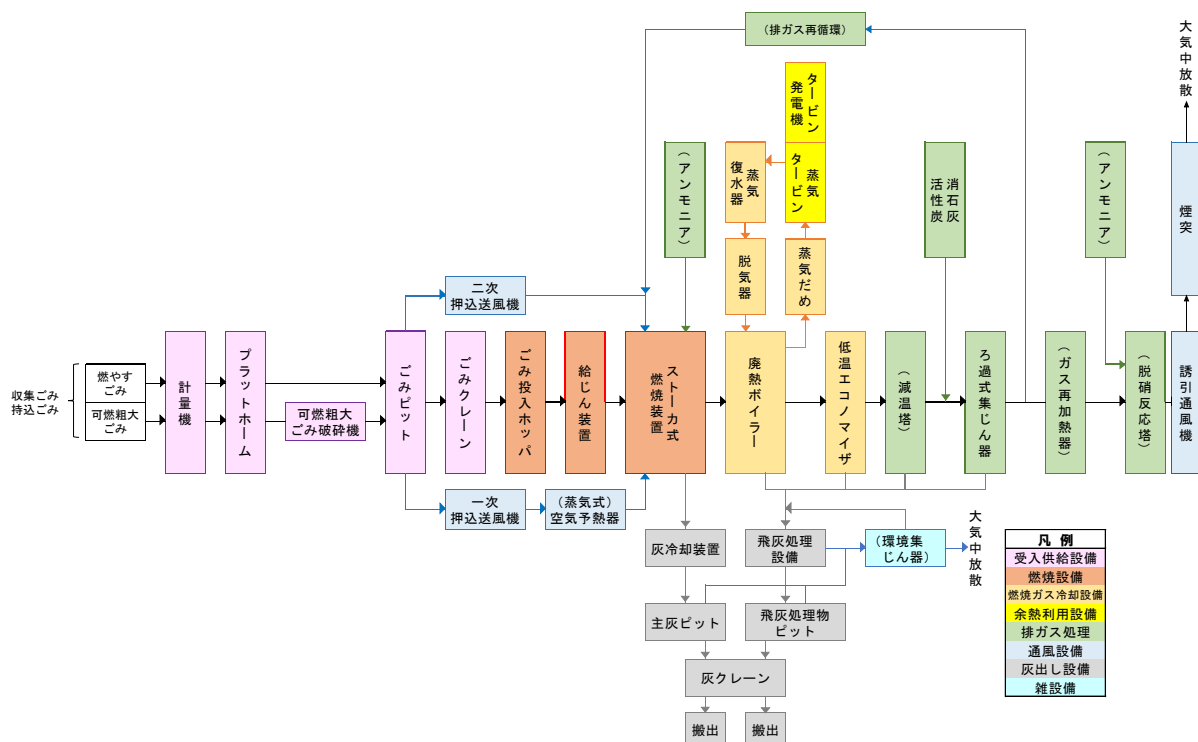 (排ガス再循環)
大気中放散
タービン
発電機
蒸気
タービン
蒸気
復水器
(アンモニア)
消石灰
活性炭
(アンモニア)
煙突
脱気器
蒸気だめ
二次
押込送風機
収集ごみ
持込ごみ
燃やす
ごみ
可燃粗大
ごみ
計量機
プラットホーム
可燃粗大
ごみ破砕機
ごみピット
ごみクレーン
ごみ投入ホッパ
給じん装置
ストーカ式
燃焼装置
廃熱ボイラー
低温エコノマイザ
(減温塔)
ろ過式集じん器
(ガス再加熱器)
(脱硝反応塔)
誘引通風機
一次
押込送風機
(蒸気式)
空気予熱器
灰冷却装置
飛灰処理
設備
(環境集
じん器)
大気中放散
主灰ピット
飛灰処理物
ピット
灰クレーン
搬出
搬出
凡 例
受入供給設備
燃焼設備
燃焼ガス冷却設備
余熱利用設備
排ガス処理
通風設備
灰出し設備
雑設備